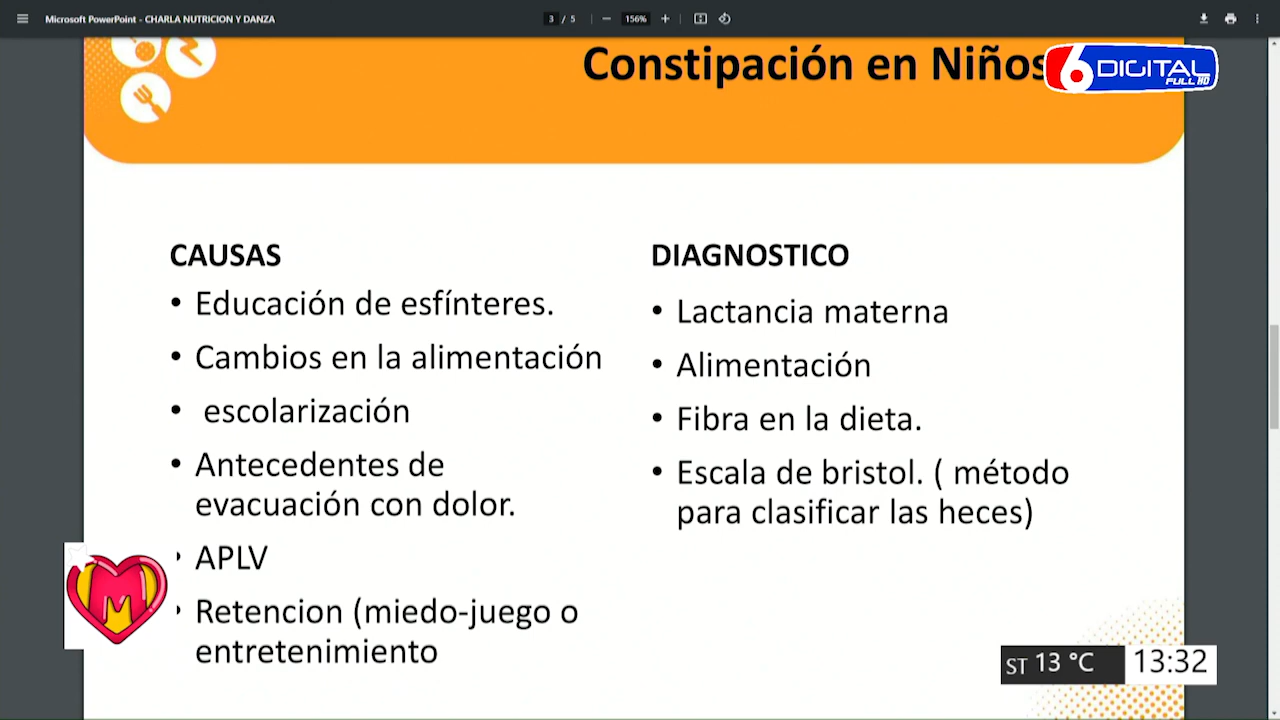 Microsoft PowerPoint - CHARLA NUTRICION Y DANZA
3 / 5
156%
Constipación en Niños
6 DIGITAL
FULL HD
CAUSAS
• Educación de esfínteres.
• Cambios en la alimentación
• escolarización
• Antecedentes de
evacuación con dolor.
• APLV
• Retencion (miedo-juego o
entretenimiento
DIAGNOSTICO
• Lactancia materna
• Alimentación
• Fibra en la dieta.
• Escala de bristol. ( método
para clasificar las heces)
M
ST 13 °C
13:32